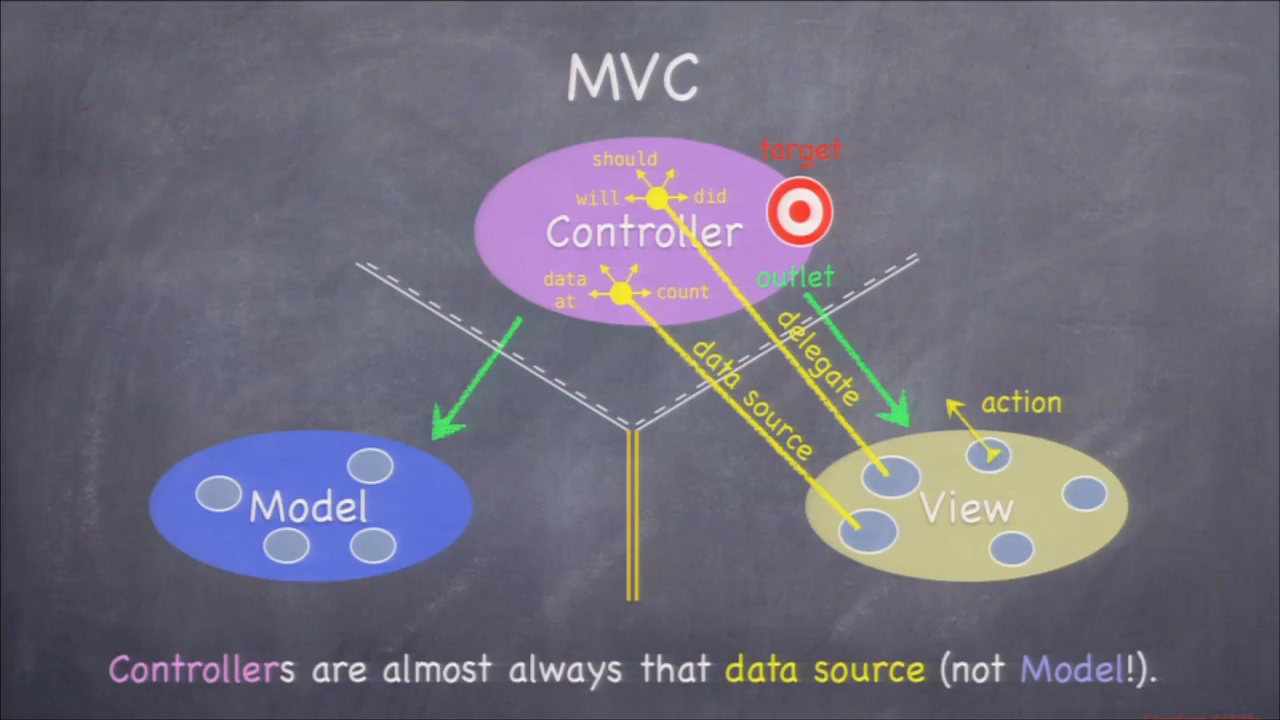 MVC
target
should
will
did
Controller
outlet
data
at
count
delegate
data source
action
Model
View
Controllers are almost always that data source (not Model!).